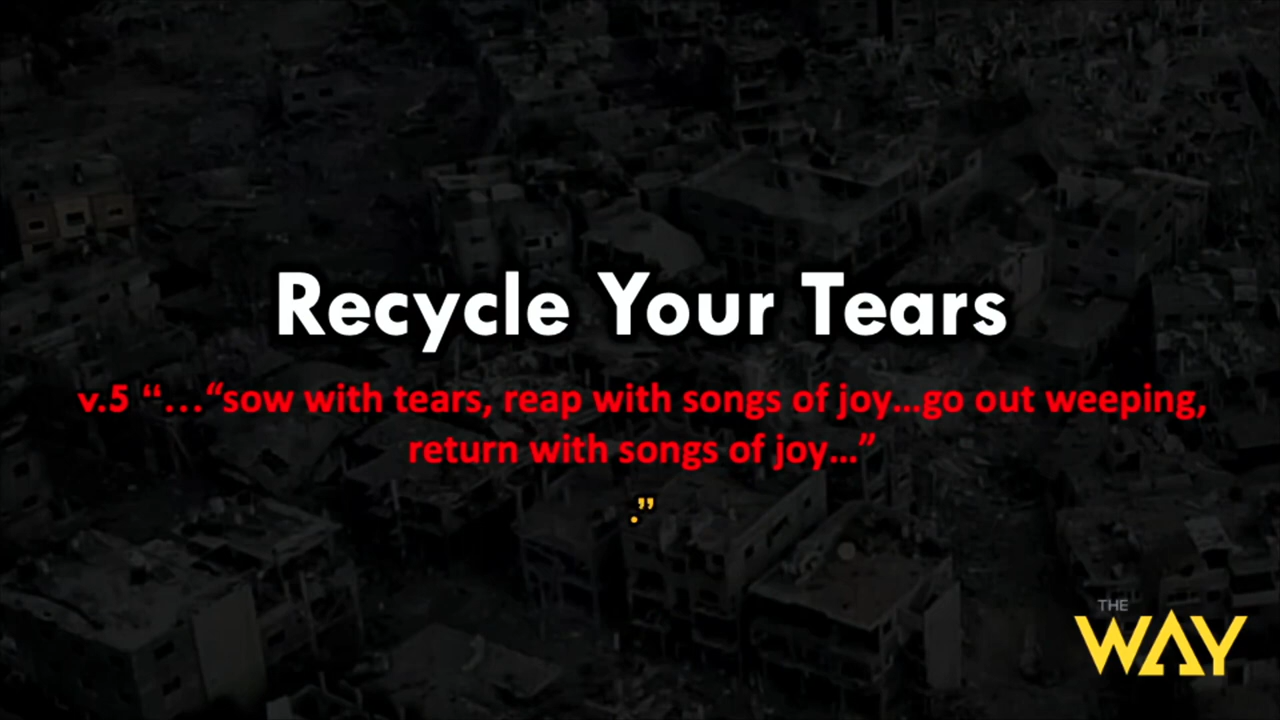 Recycle Your Tears
v.5 “…“sow with tears, reap with songs of joy…go out weeping,
return with songs of joy…”
.”
THE
WAY